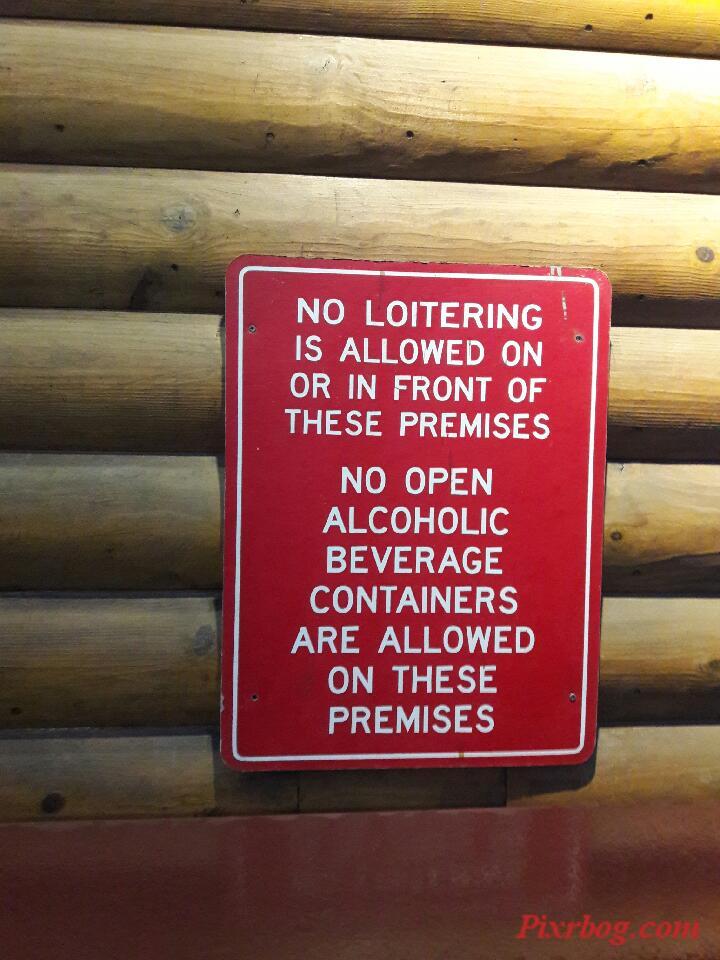 NO LOITERING
IS ALLOWED ON
OR IN FRONT OF
THESE PREMISES
NO OPEN
ALCOHOLIC
BEVERAGE
CONTAINERS
ARE ALLOWED
ON THESE
PREMISES
Pixrbog.com